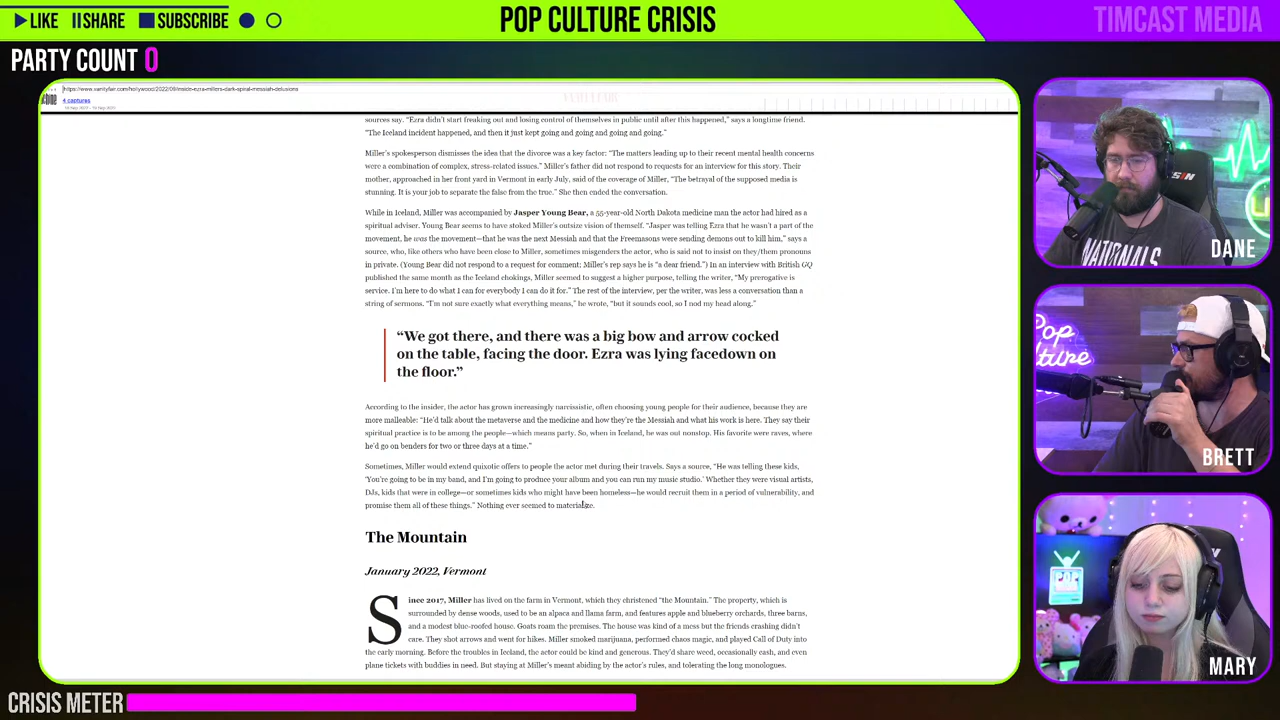 LIKE SHARE SUBSCRIBE
POP CULTURE CRISIS
TIMCAST MEDIA
PARTY COUNT 0
https://www.vanityfair.com/hollywood/2022/09/inside-ezra-millers-dark-spiral-messiah-delusions
4 captures
VANITY FAIR
sources say. “Ezra didn’t start freaking out and losing control of themselves in public until after this happened,” says a longtime friend.
“The Iceland incident happened, and then it just kept going and going and going and going.”
Miller’s spokesperson dismisses the idea that the divorce was a key factor: “The matters leading up to their recent mental health concerns
were a combination of complex, stress-related issues.” Miller’s father did not respond to requests for an interview for this story. Their
mother, approached in her front yard in Vermont in early July, said of the coverage of Miller, “The betrayal of the supposed media is
stunning. It is your job to separate the false from the true.” She then ended the conversation.
While in Iceland, Miller was accompanied by Jasper Young Bear, a 55-year-old North Dakota medicine man the actor had hired as a
spiritual adviser. Young Bear seems to have stoked Miller’s outsize vision of themself. “Jasper was telling Ezra that he wasn’t a part of the
movement, he was the movement—that he was the next Messiah and that the Freemasons were sending demons out to kill him,” says a
source, who, like others who have been close to Miller, sometimes misgenders the actor, who is said not to insist on they/them pronouns
in private. (Young Bear did not respond to a request for comment; Miller’s rep says he is “a dear friend.”) In an interview with British GQ
published the same month as the Iceland chokings, Miller seemed to suggest a higher purpose, telling the writer, “My prerogative is
service. I’m here to do what I can for everybody I can do it for.” The rest of the interview, per the writer, was less a conversation than a
string of sermons. “I’m not sure exactly what everything means,” he wrote, “but it sounds cool, so I nod my head along.”
“We got there, and there was a big bow and arrow cocked
on the table, facing the door. Ezra was lying facedown on
the floor.”
According to the insider, the actor has grown increasingly narcissistic, often choosing young people for their audience, because they are
more malleable: “He’d talk about the metaverse and the medicine and how they’re the Messiah and what his work is here. They say their
spiritual practice is to be among the people—which means party. So, when in Iceland, he was out nonstop. His favorite were raves, where
he’d go on benders for two or three days at a time.”
Sometimes, Miller would extend quixotic offers to people the actor met during their travels. Says a source, “He was telling these kids,
‘You’re going to be in my band, and I’m going to produce your album and you can run my music studio.’ Whether they were visual artists,
DJs, kids that were in college—or sometimes kids who might have been homeless—he would recruit them in a period of vulnerability, and
promise them all of these things.” Nothing ever seemed to materialize.
The Mountain
January 2022, Vermont
Since 2017, Miller has lived on the farm in Vermont, which they christened “the Mountain.” The property, which is
surrounded by dense woods, used to be an alpaca and llama farm, and features apple and blueberry orchards, three barns,
and a modest blue-roofed house. Goats roam the premises. The house was kind of a mess but the friends crashing didn’t
care. They shot arrows and went for hikes. Miller smoked marijuana, performed chaos magic, and played Call of Duty into
the early morning. Before the troubles in Iceland, the actor could be kind and generous. They’d share weed, occasionally cash, and even
plane tickets with buddies in need. But staying at Miller’s meant abiding by the actor’s rules, and tolerating the long monologues.
NATIONALS
DANE
Pop
Culture
BRETT
MARY
CRISIS METER